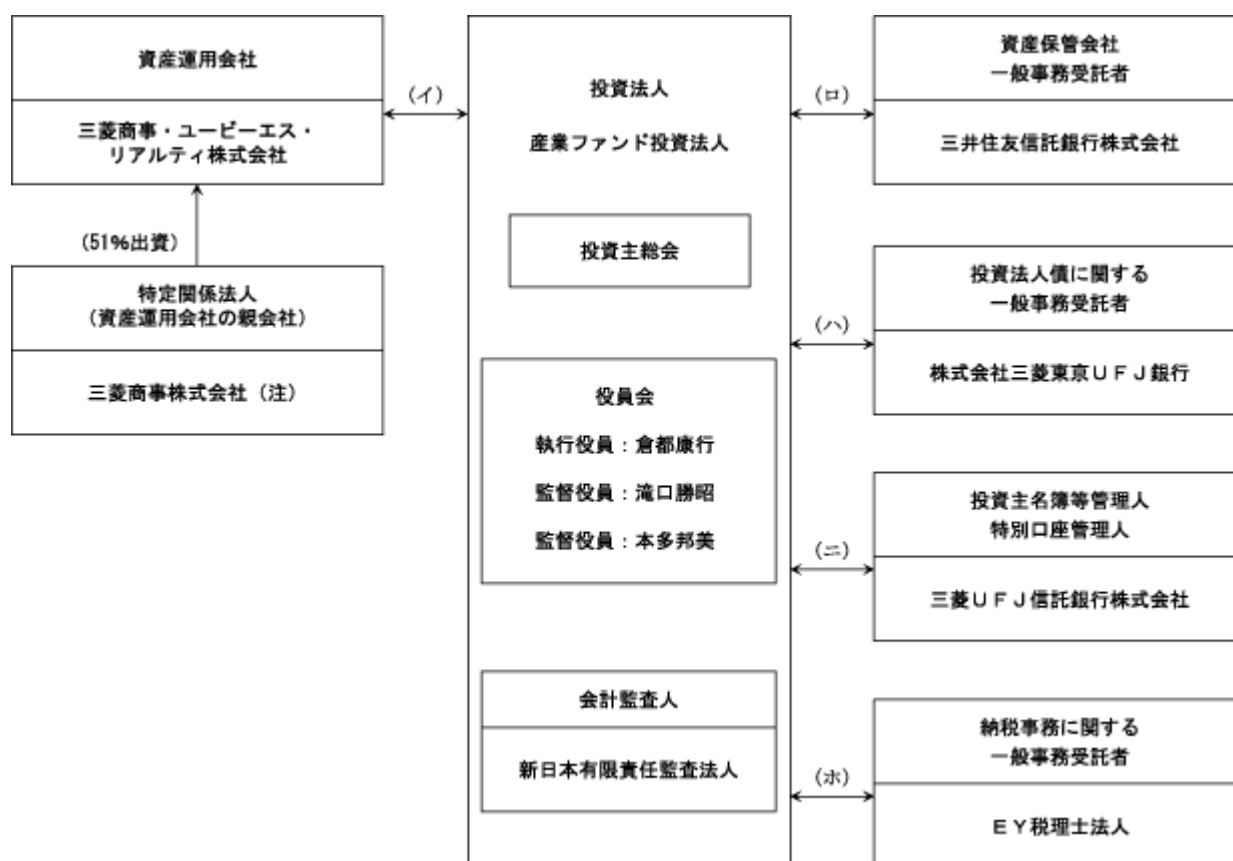 資産運用会社
三菱商事・ユービーエス・
リアルティ株式会社
(51%出資)
特定関係法人
(資産運用会社の親会社)
三菱商事株式会社(注)
(イ)
投資法人
産業ファンド投資法人
投資主総会
役員会
執行役員:倉都康行
監督役員:滝口勝昭
監督役員:本多邦美
会計監査人
新日本有限責任監査法人
(ロ)
資産保管会社
一般事務受託者
三井住友信託銀行株式会社
(ハ)
投資法人債に関する
一般事務受託者
株式会社三菱東京UFJ銀行
(ニ)
投資主名簿等管理人
特別口座管理人
三菱UFJ信託銀行株式会社
(ホ)
納税事務に関する
一般事務受託者
EY税理士法人